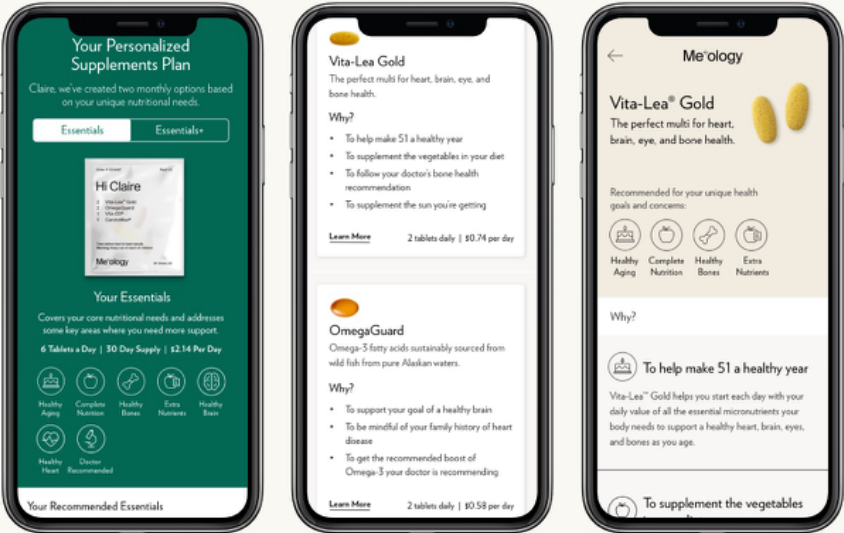 Your Personalized
Supplements Plan
Claire, we've created two monthly options based
on your unique nutritional needs.
Essentials
Essentials+
Hi Claire
2 Vita-Lea® Gold
2 OmegaGuard
Me®ology
Your Essentials
Covers your core nutritional needs and addresses
some key areas where you need more support.
6 Tablets a Day | 30 Day Supply | $2.14 Per Day
Healthy Aging
Complete Nutrition
Healthy Bones
Extra Nutrients
Healthy Brain
Healthy Heart
Doctor Recommended
Your Recommended Essentials
Vita-Lea Gold
The perfect multi for heart, brain, eye, and
bone health.
Why?
• To help make 51 a healthy year
• To supplement the vegetables in your diet
• To follow your doctor's bone health
recommendation
• To supplement the sun you're getting
Learn More
2 tablets daily | $0.74 per day
OmegaGuard
Omega-3 fatty acids sustainably sourced from
wild fish from pure Alaskan waters.
Why?
• To support your goal of a healthy brain
• To be mindful of your family history of heart
disease
• To get the recommended boost of
Omega-3 your doctor is recommending
Learn More
2 tablets daily | $0.58 per day
Me®ology
Vita-Lea® Gold
The perfect multi for heart,
brain, eye, and bone health.
Recommended for your unique health
goals and concerns:
Healthy Aging
Complete Nutrition
Healthy Bones
Extra Nutrients
Why?
To help make 51 a healthy year
Vita-Lea™ Gold helps you start each day with your
daily value of all the essential micronutrients your
body needs to support a healthy heart, brain, eyes,
and bones as you age.
To supplement the vegetables